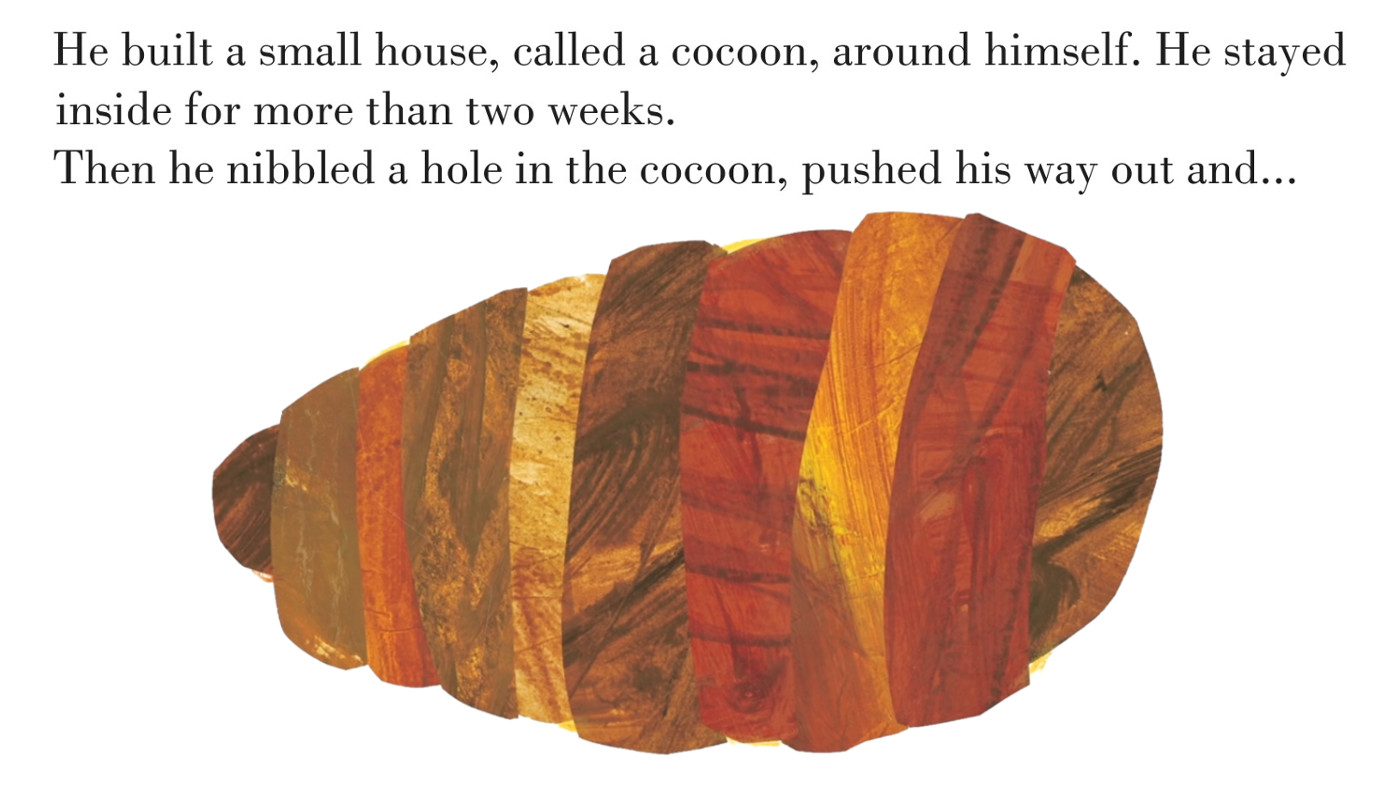 He built a small house, called a cocoon, around himself. He stayed
inside for more than two weeks.
Then he nibbled a hole in the cocoon, pushed his way out and...